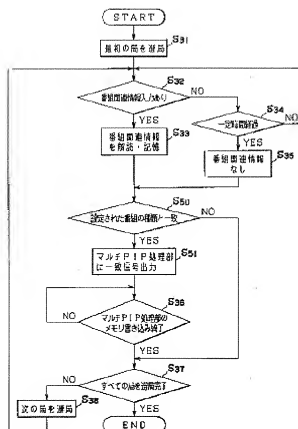 START
最初の局を選局
S31
S32
番組関連情報入力あり
NO
S34
YES
S33
一定時間経過
NO
番組関連情報
を解読・記憶
YES
S35
番組関連情報
なし
S50
設定された番組の種類と一致
NO
YES
S51
マルチPIP処理部
に一致信号出力
S36
マルチPIP処理部の
メモリ書き込み終了
NO
YES
S37
すべての局を選局完了
NO
S38
YES
次の局を選局
END